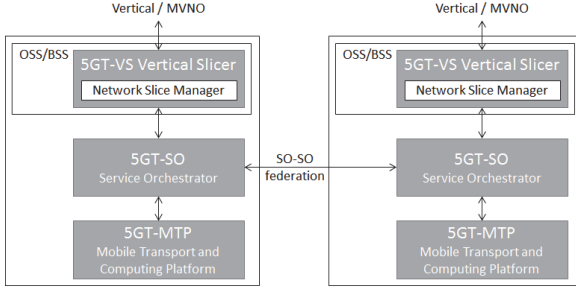 Vertical / MVNO
OSS/BSS
5GT-VS Vertical Slicer
Network Slice Manager
5GT-SO
Service Orchestrator
5GT-MTP
Mobile Transport and
Computing Platform
SO-SO
federation
Vertical / MVNO
OSS/BSS
5GT-VS Vertical Slicer
Network Slice Manager
5GT-SO
Service Orchestrator
5GT-MTP
Mobile Transport and
Computing Platform